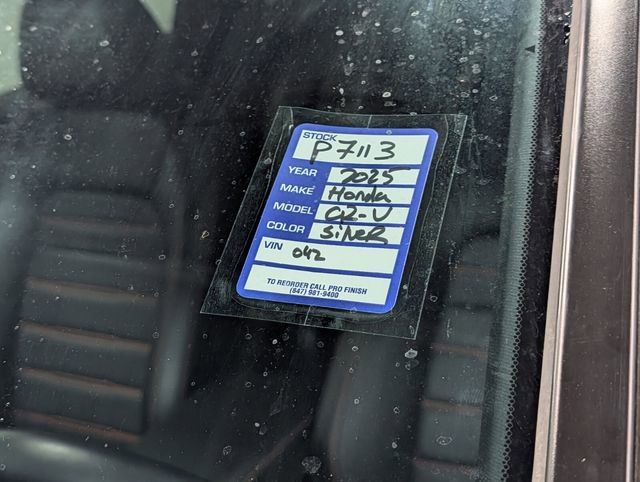 STOCK P7113
YEAR 2025
MAKE Honda
MODEL CR-V
COLOR SilveR
VIN 042
TO REORDER CALL PRO FINISH
(847) 981-9400